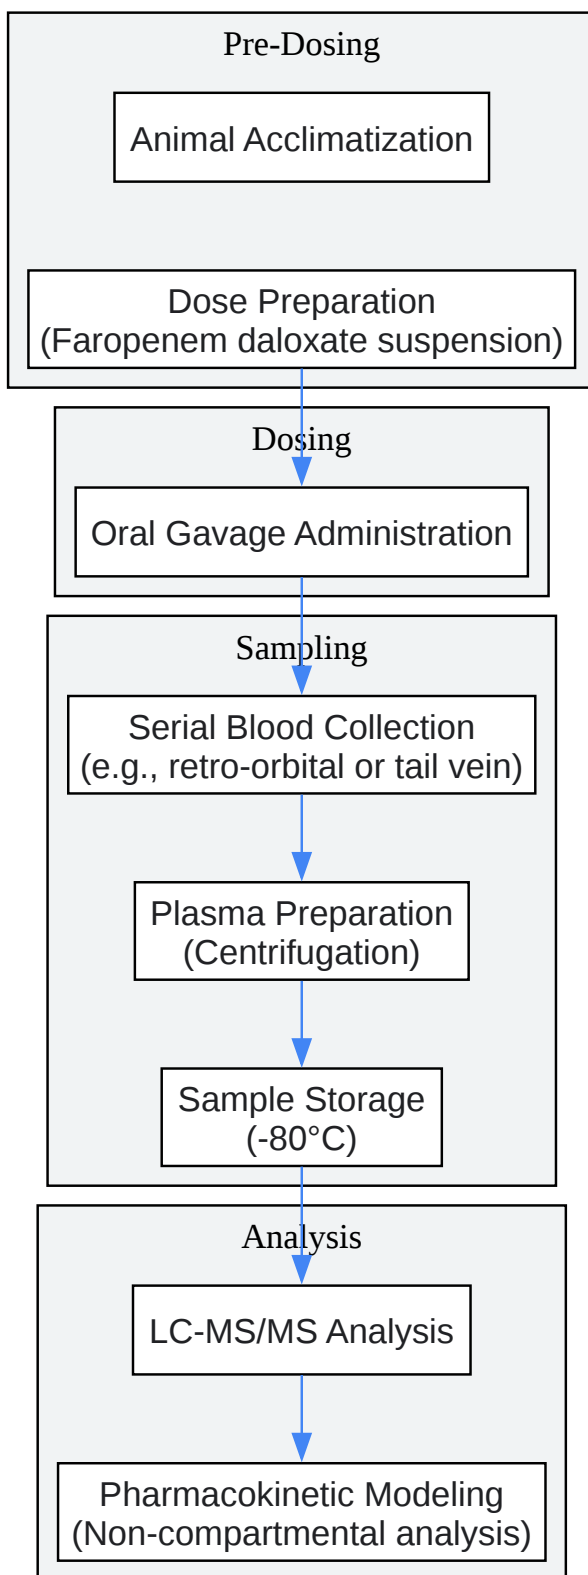 Pre-Dosing
Animal Acclimatization
Dose Preparation
(Faropenem daloxate suspension)
Dosing
Oral Gavage Administration
Sampling
Serial Blood Collection
(e.g., retro-orbital or tail vein)
Plasma Preparation
(Centrifugation)
Sample Storage
(-80°C)
Analysis
LC-MS/MS Analysis
Pharmacokinetic Modeling
(Non-compartmental analysis)